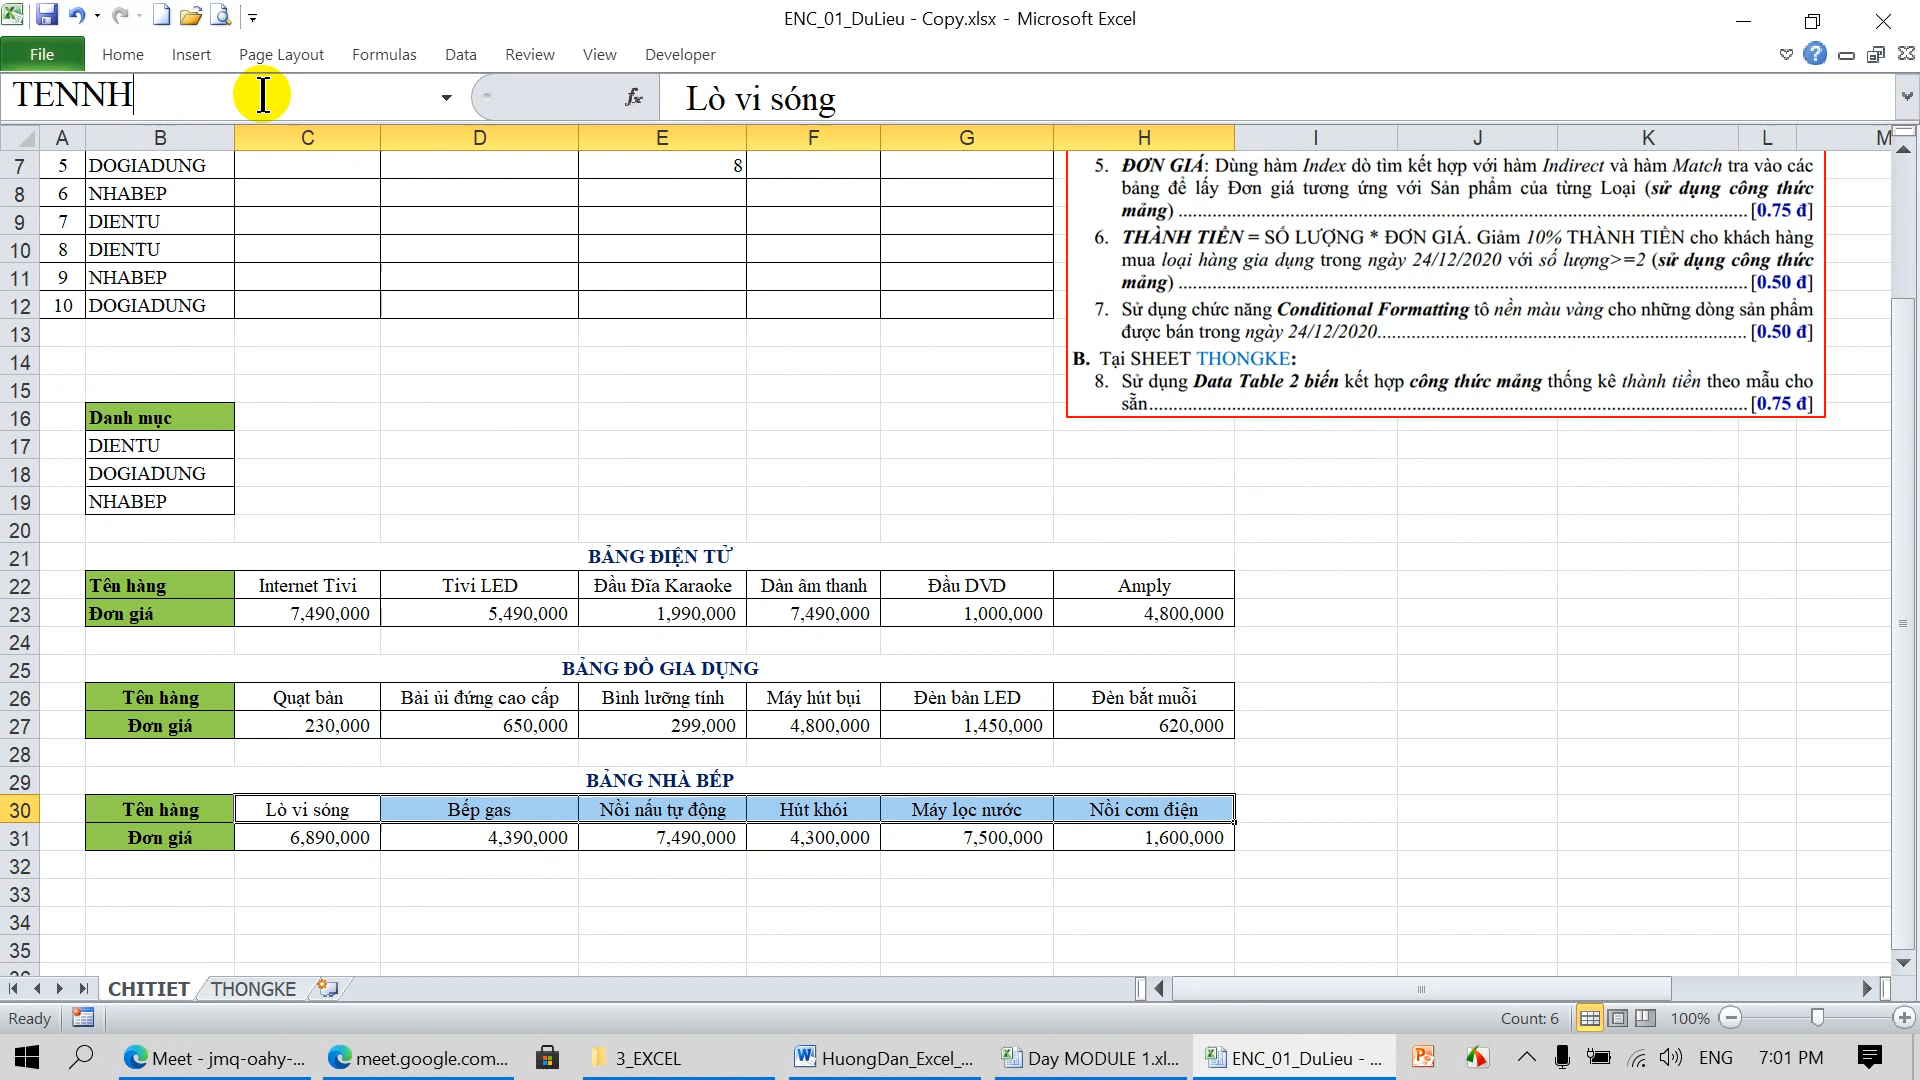 ENC_01_DuLieu - Copy.xlsx - Microsoft Excel
File Home Insert Page Layout Formulas Data Review View Developer
TENNH fx Lò vi sóng
A B C D E F G H I J K L M
7 5 DOGIADUNG 8
8 6 NHABEP
9 7 DIENTU
10 8 DIENTU
11 9 NHABEP
12 10 DOGIADUNG
13
14
15
16 Danh mục
17 DIENTU
18 DOGIADUNG
19 NHABEP
20
21 BẢNG ĐIỆN TỬ
22 Tên hàng Internet Tivi Tivi LED Đầu Đĩa Karaoke Dàn âm thanh Đầu DVD Amply
23 Đơn giá 7,490,000 5,490,000 1,990,000 7,490,000 1,000,000 4,800,000
24
25 BẢNG ĐỒ GIA DỤNG
26 Tên hàng Quạt bàn Bài ủi đứng cao cấp Bình lưỡng tính Máy hút bụi Đèn bàn LED Đèn bắt muỗi
27 Đơn giá 230,000 650,000 299,000 4,800,000 1,450,000 620,000
28
29 BẢNG NHÀ BẾP
30 Tên hàng Lò vi sóng Bếp gas Nồi nấu tự động Hút khói Máy lọc nước Nồi cơm điện
31 Đơn giá 6,890,000 4,390,000 7,490,000 4,300,000 7,500,000 1,600,000
32
33
34
35
5. ĐƠN GIÁ: Dùng hàm Index dò tìm kết hợp với hàm Indirect và hàm Match tra vào các
bảng để lấy Đơn giá tương ứng với Sản phẩm của từng Loại (sử dụng công thức
mảng) ..... [0.75 đ]
6. THÀNH TIỀN = SỐ LƯỢNG * ĐƠN GIÁ. Giảm 10% THÀNH TIỀN cho khách hàng
mua loại hàng gia dụng trong ngày 24/12/2020 với số lượng>=2 (sử dụng công thức
mảng) ..... [0.50 đ]
7. Sử dụng chức năng Conditional Formatting tô nền màu vàng cho những dòng sản phẩm
được bán trong ngày 24/12/2020..... [0.50 đ]
B. Tại SHEET THONGKE:
8. Sử dụng Data Table 2 biến kết hợp công thức mảng thống kê thành tiền theo mẫu cho
sẵn..... [0.75 đ]
CHITIET THONGKE
Ready Count: 6 100%
Meet - jmq-oahy-... meet.google.com... 3_EXCEL HuongDan_Excel_... Day MODULE 1.xl... ENC_01_DuLieu - ... ENG 7:01 PM